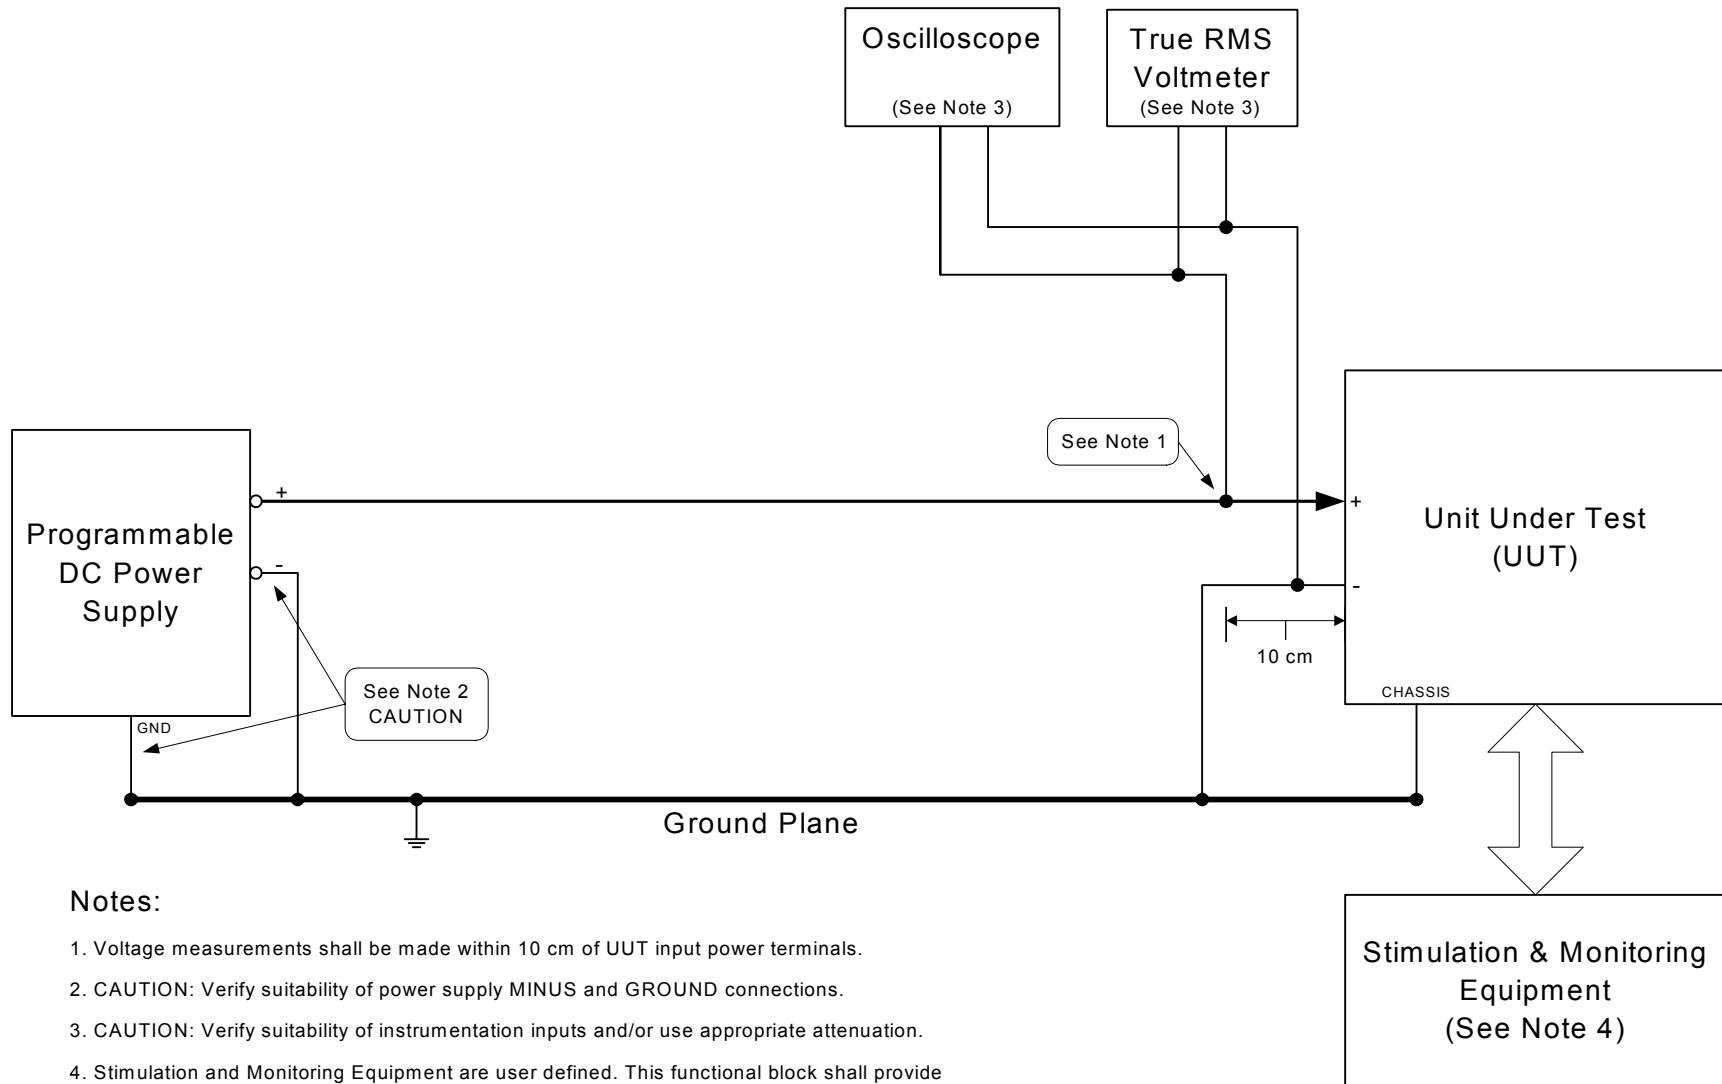 Oscilloscope
(See Note 3)
True RMS
Voltmeter
(See Note 3)
See Note 1
+
-
Programmable
DC Power
Supply
GND
See Note 2
CAUTION
+
-
Unit Under Test
(UUT)
10 cm
CHASSIS
Ground Plane
Notes:
1. Voltage measurements shall be made within 10 cm of UUT input power terminals.
2. CAUTION: Verify suitability of power supply MINUS and GROUND connections.
3. CAUTION: Verify suitability of instrumentation inputs and/or use appropriate attenuation.
4. Stimulation and Monitoring Equipment are user defined. This functional block shall provide
Stimulation & Monitoring
Equipment
(See Note 4)